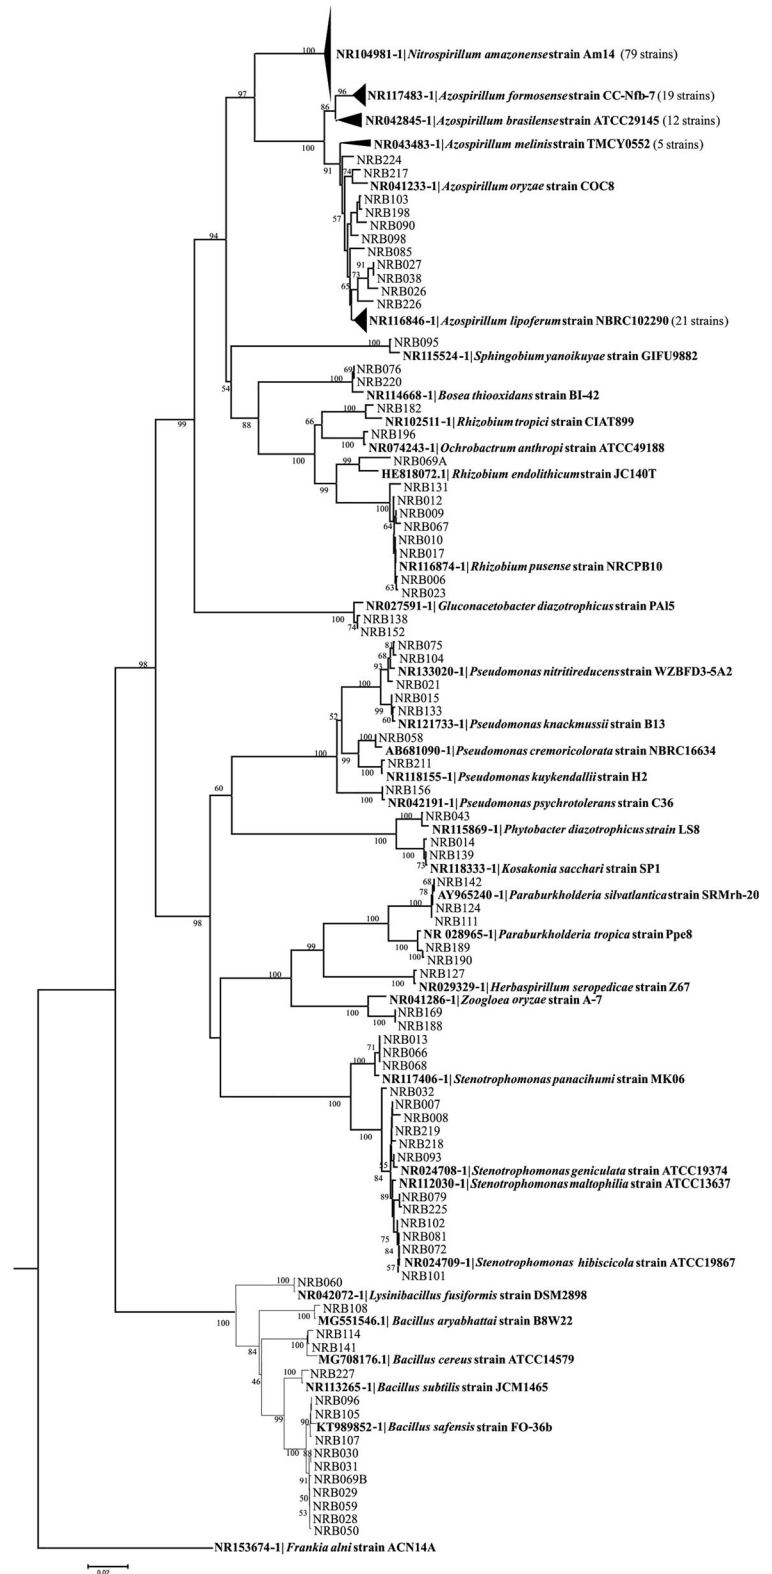 100 NR104981-1|Nitrospirillum amazonense strain Am14 (79 strains)
97
96 NR117483-1|Azospirillum formosense strain CC-Nfb-7 (19 strains)
86
NR042845-1|Azospirillum brasilense strain ATCC29145 (12 strains)
100
NR043483-1|Azospirillum melinis strain TMCY0552 (5 strains)
NRB224
91 74 NRB217
NR041233-1|Azospirillum oryzae strain COC8
NRB103
NRB198
57 NRB090
94 NRB098
NRB085
91 NRB027
73 NRB038
65 NRB026
NRB226
NR116846-1|Azospirillum lipoferum strain NBRC102290 (21 strains)
100 NRB095
NR115524-1|Sphingobium yanoikuyae strain GIFU9882
69 NRB076
54 100 NRB220
NR114668-1|Bosea thiooxidans strain BI-42
100 NRB182
88 66 NR102511-1|Rhizobium tropici strain CIAT899
99 NRB196
100 NR074243-1|Ochrobactrum anthropi strain ATCC49188
100 99 NRB069A
HE818072.1|Rhizobium endolithicum strain JC140T
99 NRB131
NRB012
100 NRB009
64 NRB067
NRB010
NRB017
NR116874-1|Rhizobium pusense strain NRCPB10
63 NRB006
NRB023
NR027591-1|Gluconacetobacter diazotrophicus strain PAl5
100 NRB138
74 NRB152
81 NRB075
68 NRB104
98 93 NR133020-1|Pseudomonas nitritireducens strain WZBFD3-5A2
100 NRB021
NRB015
99 NRB133
52 60 NR121733-1|Pseudomonas knackmussii strain B13
100 NRB058
100 99 AB681090-1|Pseudomonas cremoricolorata strain NBRC16634
NRB211
100 NR118155-1|Pseudomonas kuykendallii strain H2
60 NRB156
100 NR042191-1|Pseudomonas psychrotolerans strain C36
100 NRB043
NR115869-1|Phytobacter diazotrophicus strain LS8
100 NRB014
100 NRB139
73 NR118333-1|Kosakonia sacchari strain SP1
68 NRB142
78 AY965240-1|Paraburkholderia silvatlantica strain SRMrh-20
100 NRB124
98 100 NRB111
NR 028965-1|Paraburkholderia tropica strain Ppe8
99 NRB189
100 NRB190
100 NRB127
100 NR029329-1|Herbaspirillum seropedicae strain Z67
NR041286-1|Zoogloea oryzae strain A-7
100 NRB169
100 NRB188
NRB013
71 NRB066
100 NRB068
NR117406-1|Stenotrophomonas panacihumi strain MK06
NRB032
100 NRB007
NRB008
NRB219
100 NRB218
NRB093
55 NR024708-1|Stenotrophomonas geniculata strain ATCC19374
84 NR112030-1|Stenotrophomonas maltophilia strain ATCC13637
89 NRB079
NRB225
NRB102
75 NRB081
84 NRB072
57 NR024709-1|Stenotrophomonas hibiscicola strain ATCC19867
NRB101
100 NRB060
NR042072-1|Lysinibacillus fusiformis strain DSM2898
NRB108
100 100 MG551546.1|Bacillus aryabhattai strain B8W22
NRB114
84 100 NRB141
MG708176.1|Bacillus cereus strain ATCC14579
46 NRB227
100 NR113265-1|Bacillus subtilis strain JCM1465
NRB096
NRB105
99 90 KT989852-1|Bacillus safensis strain FO-36b
NRB107
100 88 NRB030
NRB031
91 NRB069B
NRB029
50 NRB059
53 NRB028
NRB050
NR153674-1|Frankia alni strain ACN14A
0.02